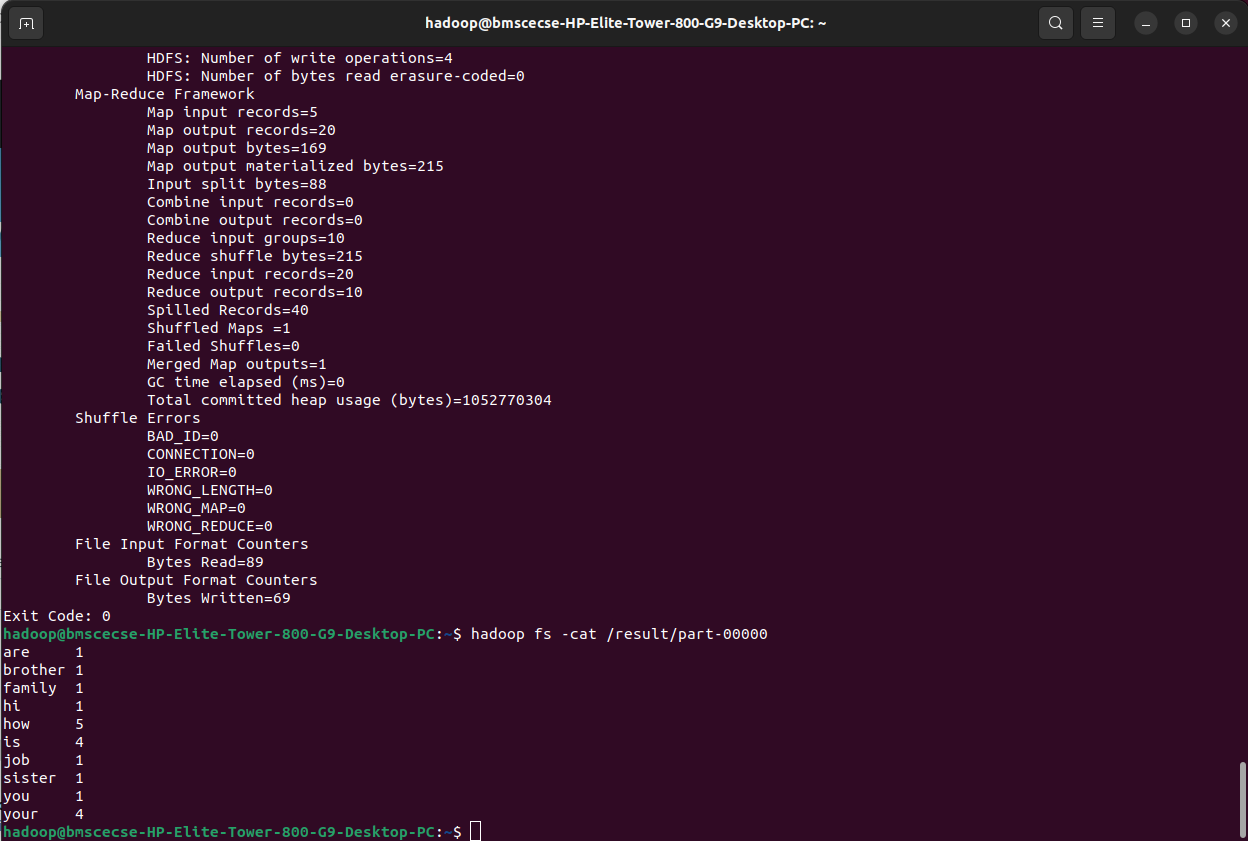 hadoop@bmscecse-HP-Elite-Tower-800-G9-Desktop-PC: ~
HDFS: Number of write operations=4
HDFS: Number of bytes read erasure-coded=0
Map-Reduce Framework
Map input records=5
Map output records=20
Map output bytes=169
Map output materialized bytes=215
Input split bytes=88
Combine input records=0
Combine output records=0
Reduce input groups=10
Reduce shuffle bytes=215
Reduce input records=20
Reduce output records=10
Spilled Records=40
Shuffled Maps =1
Failed Shuffles=0
Merged Map outputs=1
GC time elapsed (ms)=0
Total committed heap usage (bytes)=1052770304
Shuffle Errors
BAD_ID=0
CONNECTION=0
IO_ERROR=0
WRONG_LENGTH=0
WRONG_MAP=0
WRONG_REDUCE=0
File Input Format Counters
Bytes Read=89
File Output Format Counters
Bytes Written=69
Exit Code: 0
hadoop@bmscecse-HP-Elite-Tower-800-G9-Desktop-PC:~$ hadoop fs -cat /result/part-00000
are 1
brother 1
family 1
hi 1
how 5
is 4
job 1
sister 1
you 1
your 4
hadoop@bmscecse-HP-Elite-Tower-800-G9-Desktop-PC:~$